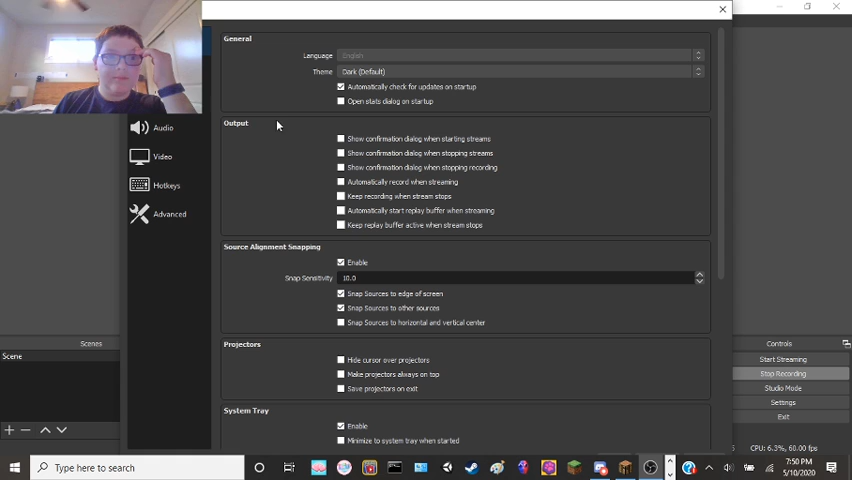 General
Language English
Theme Dark (Default)
Automatically check for updates on startup
Open stats dialog on startup
Output
Show confirmation dialog when starting streams
Show confirmation dialog when stopping streams
Show confirmation dialog when stopping recording
Automatically record when streaming
Keep recording when stream stops
Automatically start replay buffer when streaming
Keep replay buffer active when stream stops
Audio
Video
Hotkeys
Advanced
Source Alignment Snapping
Enable
Snap Sensitivity 10.0
Snap Sources to edge of screen
Snap Sources to other sources
Snap Sources to horizontal and vertical center
Projectors
Hide cursor over projectors
Make projectors always on top
Save projectors on exit
System Tray
Enable
Minimize to system tray when started
Scenes
Scene
Controls
Start Streaming
Stop Recording
Studio Mode
Settings
Exit
5 CPU: 6.3%, 60.00 fps
Type here to search
7:50 PM
5/10/2020